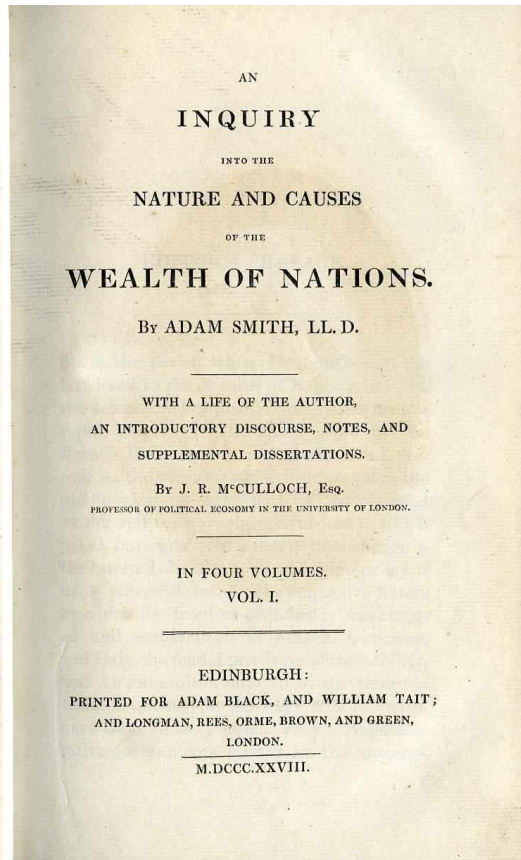 AN
INQUIRY
INTO THE
NATURE AND CAUSES
OF THE
WEALTH OF NATIONS.
BY ADAM SMITH, LL. D.
WITH A LIFE OF THE AUTHOR,
AN INTRODUCTORY DISCOURSE, NOTES, AND
SUPPLEMENTAL DISSERTATIONS.
BY J. R. McCULLOCH, ESQ.
PROFESSOR OF POLITICAL ECONOMY IN THE UNIVERSITY OF LONDON.
IN FOUR VOLUMES.
VOL. I.
EDINBURGH:
PRINTED FOR ADAM BLACK, AND WILLIAM TAIT;
AND LONGMAN, REES, ORME, BROWN, AND GREEN,
LONDON.
M.DCCC.XXVIII.